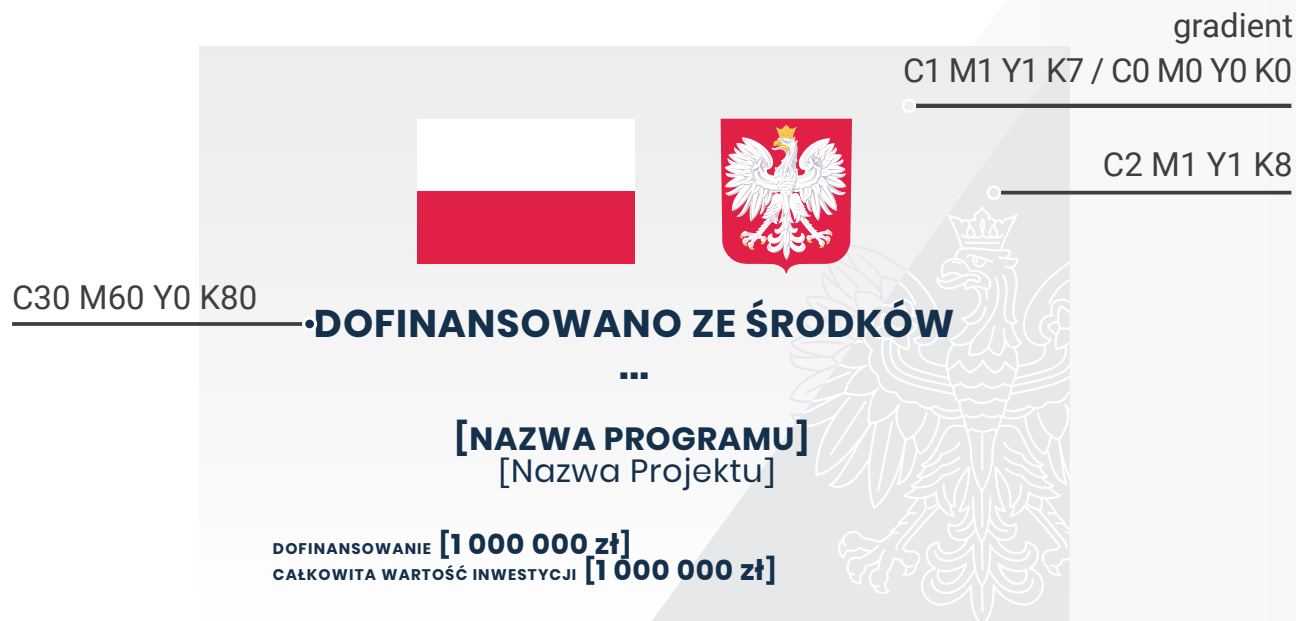 gradient
C1 M1 Y1 K7 / C0 M0 Y0 K0
C2 M1 Y1 K8
C30 M60 Y0 K80
DOFINANSOWANO ZE ŚRODKÓW
...
[NAZWA PROGRAMU]
[Nazwa Projektu]
DOFINANSOWANIE [1 000 000 zł]
CAŁKOWITA WARTOŚĆ INWESTYCJI [1 000 000 zł]